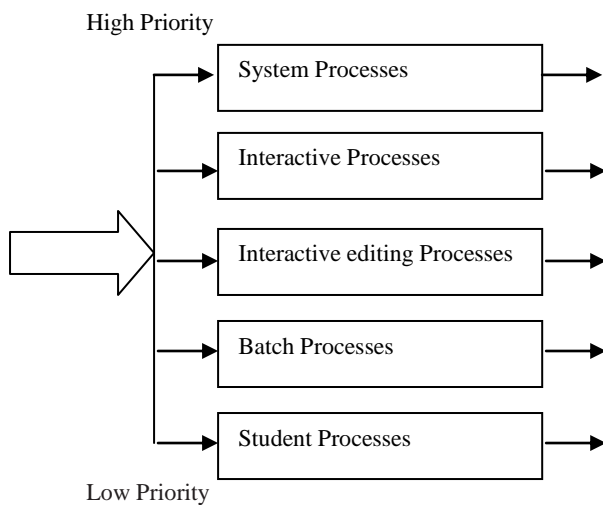 High Priority
System Processes
Interactive Processes
Interactive editing Processes
Batch Processes
Student Processes
Low Priority